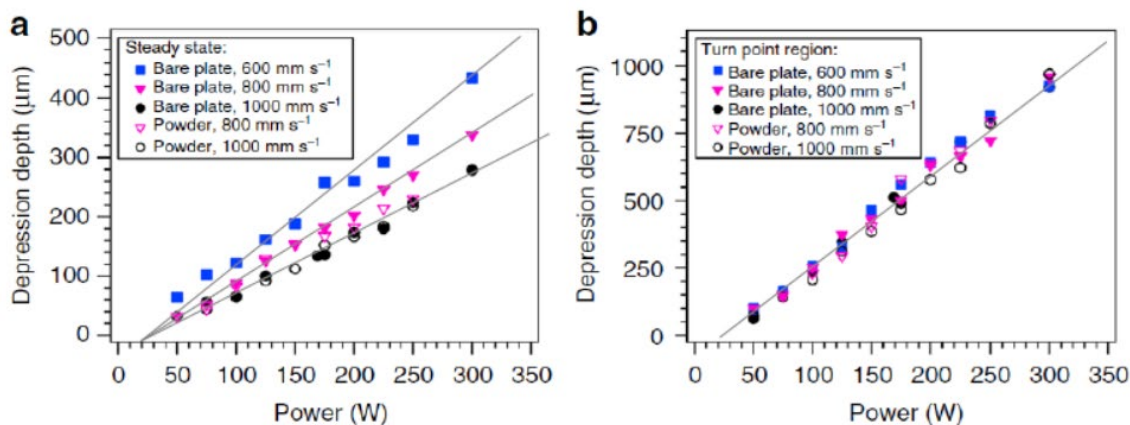 a
Steady state:
Bare plate, 600 mm s⁻¹
Bare plate, 800 mm s⁻¹
Bare plate, 1000 mm s⁻¹
Powder, 800 mm s⁻¹
Powder, 1000 mm s⁻¹
Depression depth (μm)
500
400
300
200
100
0
0 50 100 150 200 250 300 350
Power (W)
b
Turn point region:
Bare plate, 600 mm s⁻¹
Bare plate, 800 mm s⁻¹
Bare plate, 1000 mm s⁻¹
Powder, 800 mm s⁻¹
Powder, 1000 mm s⁻¹
Depression depth (μm)
1000
750
500
250
0
0 50 100 150 200 250 300 350
Power (W)